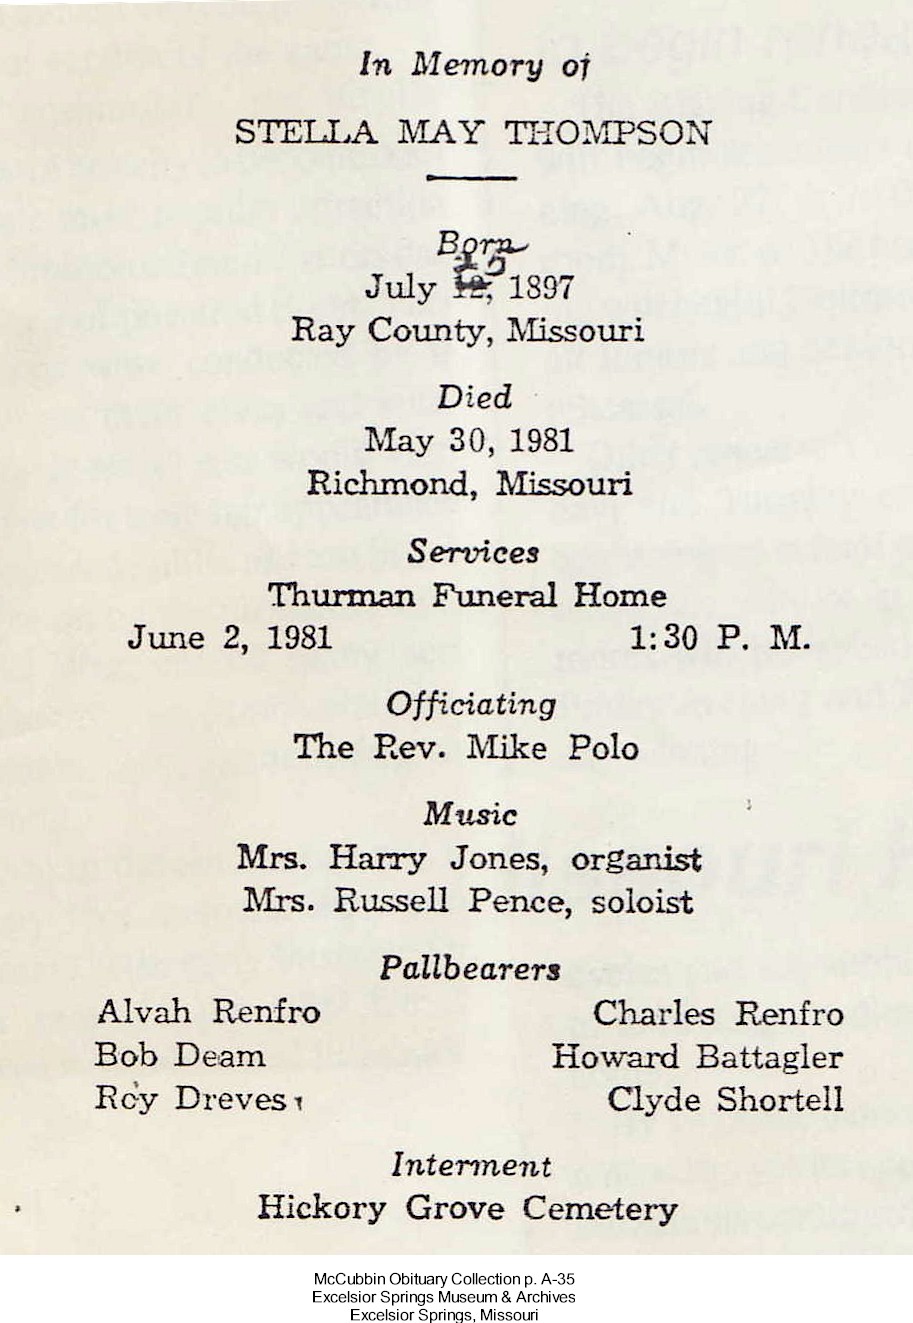 In Memory of
STELLA MAY THOMPSON
Born
25
July 12, 1897
Ray County, Missouri
Died
May 30, 1981
Richmond, Missouri
Services
Thurman Funeral Home
June 2, 1981 1:30 P. M.
Officiating
The Rev. Mike Polo
Music
Mrs. Harry Jones, organist
Mrs. Russell Pence, soloist
Pallbearers
Alvah Renfro Charles Renfro
Bob Deam Howard Battagler
Roy Dreves Clyde Shortell
Interment
Hickory Grove Cemetery
McCubbin Obituary Collection p. A-35
Excelsior Springs Museum & Archives
Excelsior Springs, Missouri